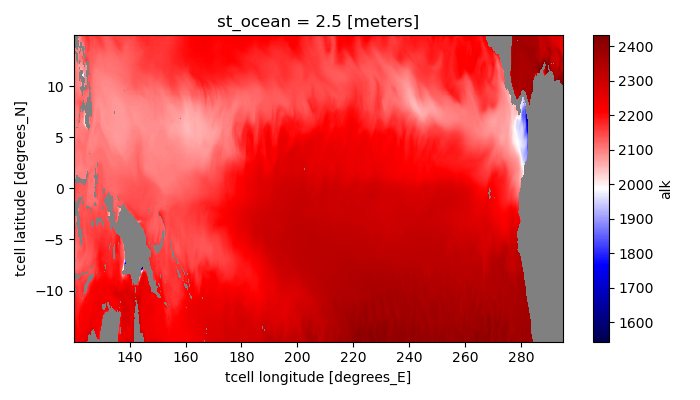 st_ocean = 2.5 [meters]
10
5
0
−5
−10
tcell latitude [degrees_N]
140 160 180 200 220 240 260 280
tcell longitude [degrees_E]
2400
2300
2200
2100
2000
1900
1800
1700
1600
alk